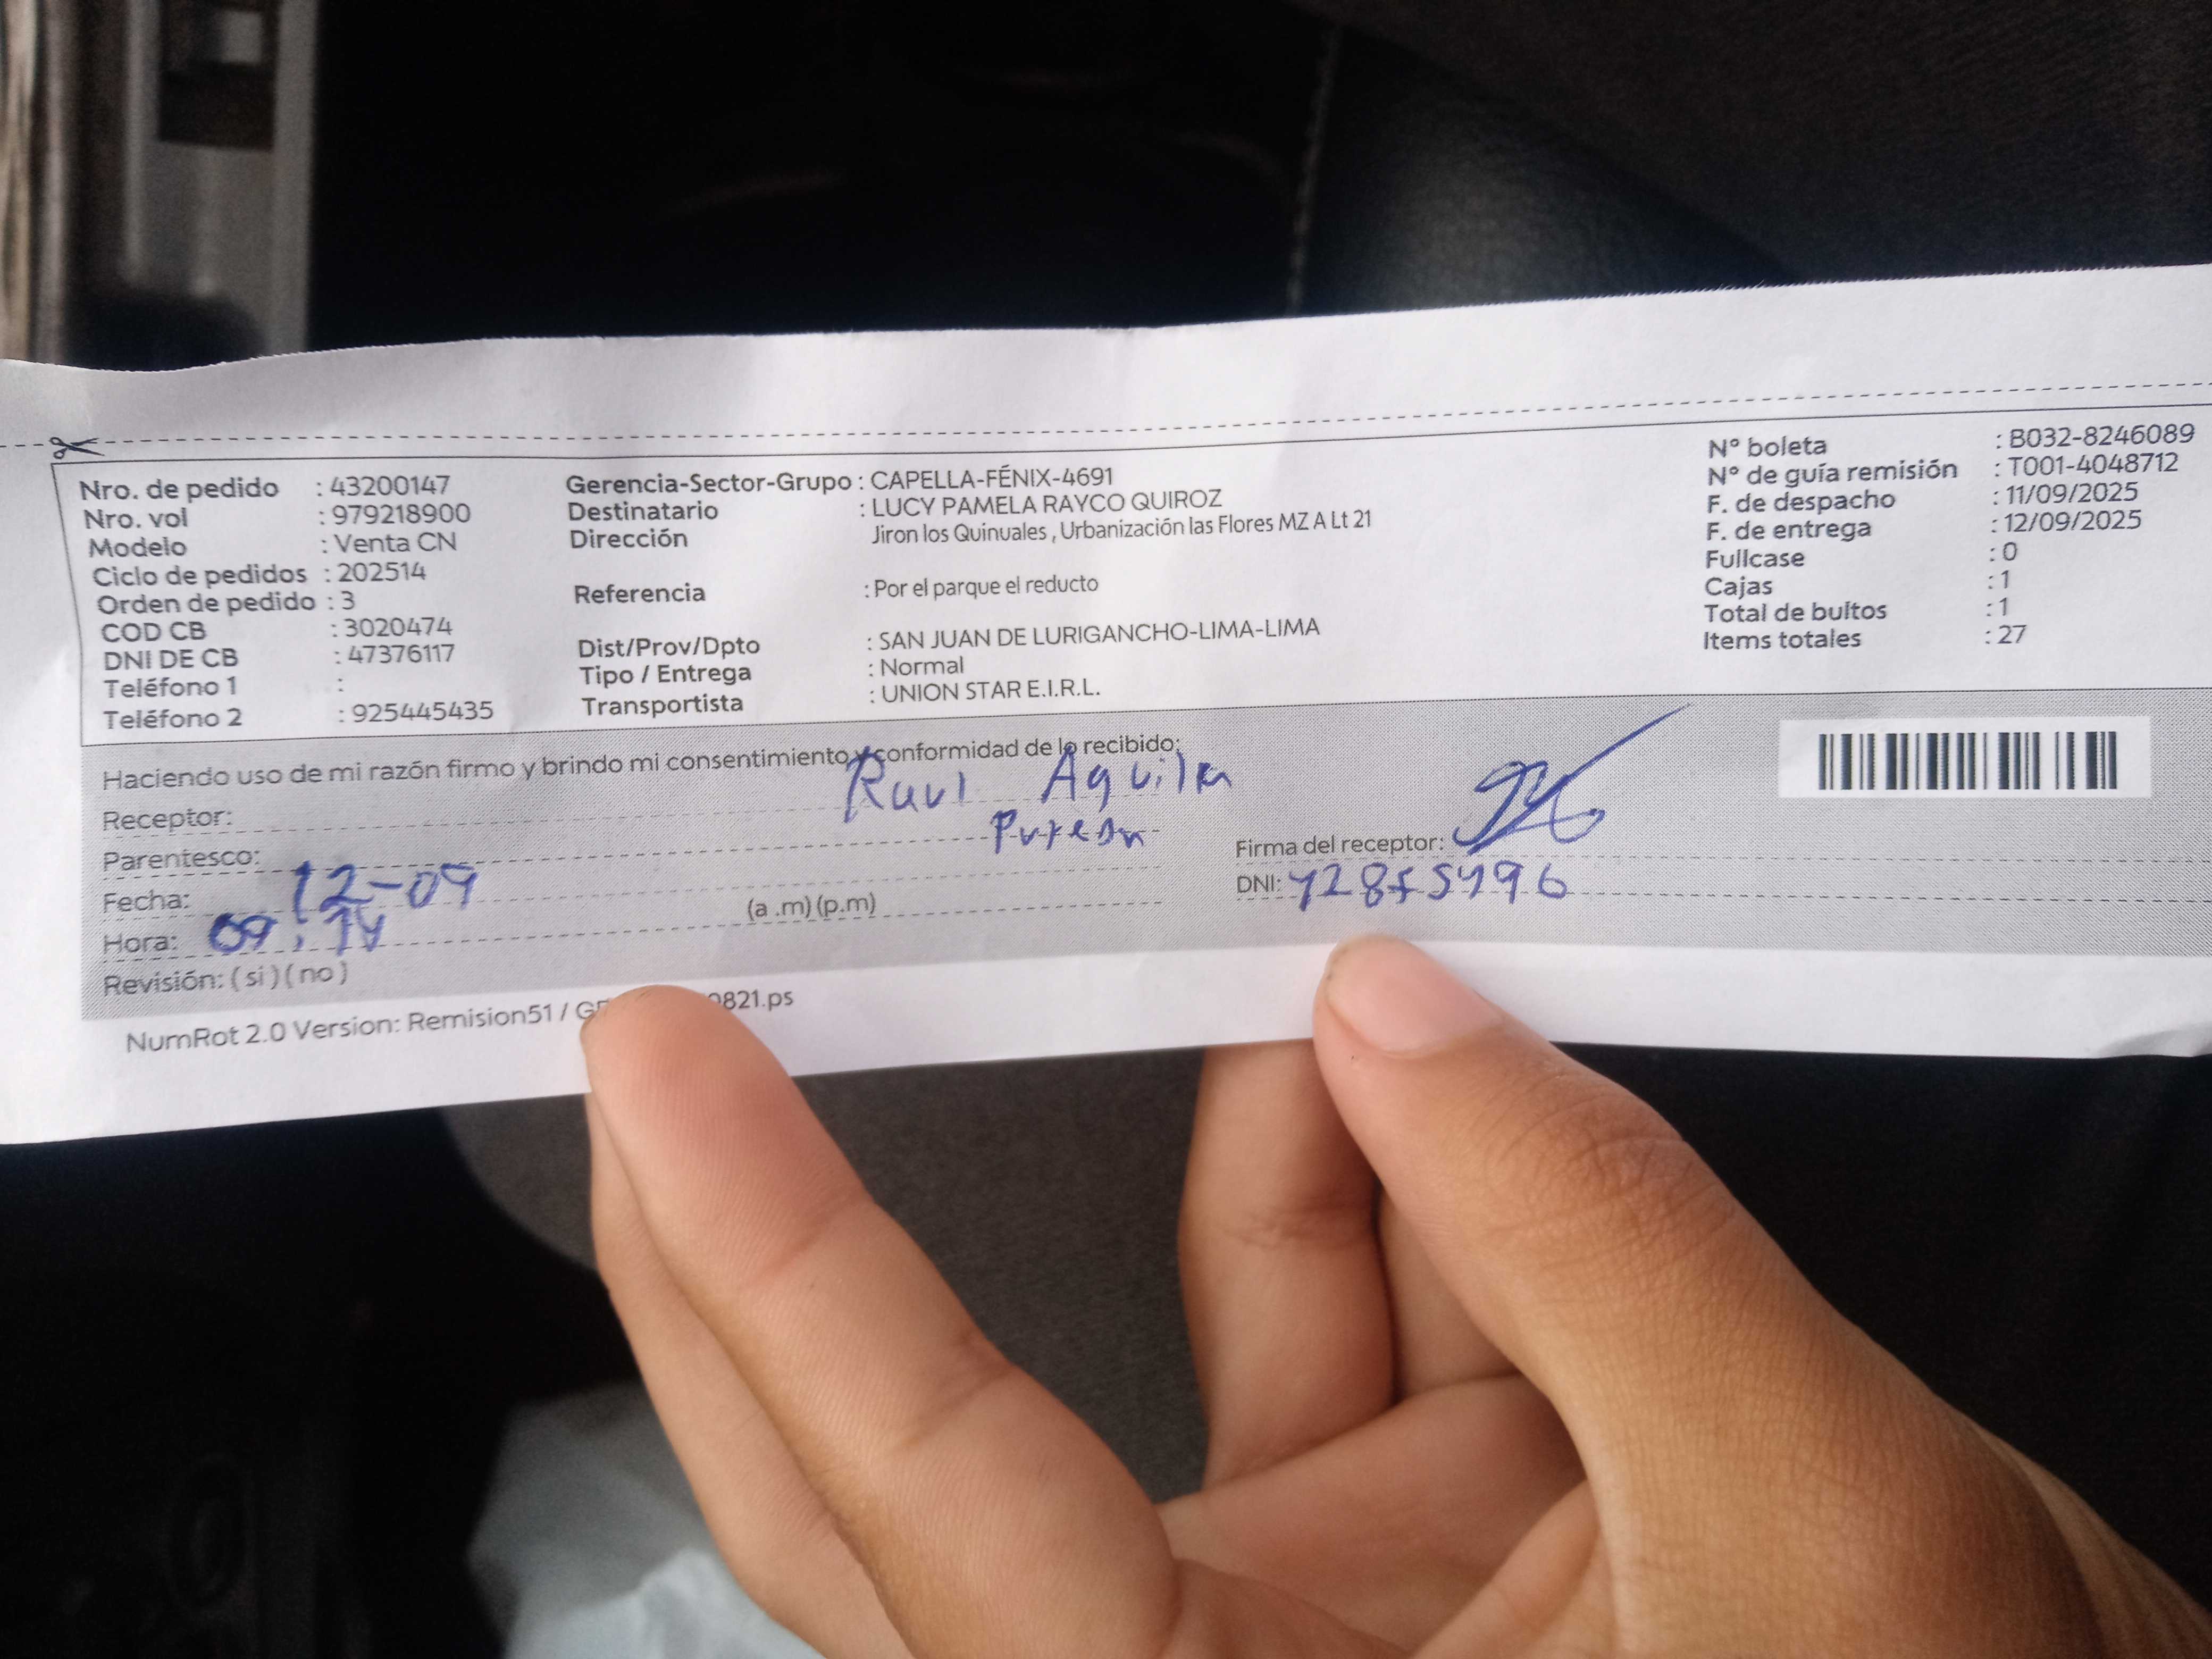 Nro. de pedido : 43200147
Nro. vol : 979218900
Modelo : Venta CN
Ciclo de pedidos : 202514
Orden de pedido : 3
COD CB : 3020474
DNI DE CB : 47376117
Teléfono 1 :
Teléfono 2 : 925445435
Gerencia-Sector-Grupo : CAPELLA-FÉNIX-4691
Destinatario : LUCY PAMELA RAYCO QUIROZ
Dirección Jiron los Quinuales , Urbanización las Flores MZ A Lt 21
Referencia : Por el parque el reducto
Dist/Prov/Dpto : SAN JUAN DE LURIGANCHO-LIMA-LIMA
Tipo / Entrega : Normal
Transportista : UNION STAR E.I.R.L.
N° boleta : B032-8246089
N° de guía remisión : T001-4048712
F. de despacho : 11/09/2025
F. de entrega : 12/09/2025
Fullcase : 0
Cajas : 1
Total de bultos : 1
Items totales : 27
Haciendo uso de mi razón firmo y brindo mi consentimiento y conformidad de lo recibido:
Receptor: Raul Aguilar
Parentesco:
Fecha: 12-09
Hora: (a .m) (p.m)
Revisión: ( si ) ( no )
Firma del receptor:
DNI:
NumRot 2.0 Version: Remision51 / 0821.ps